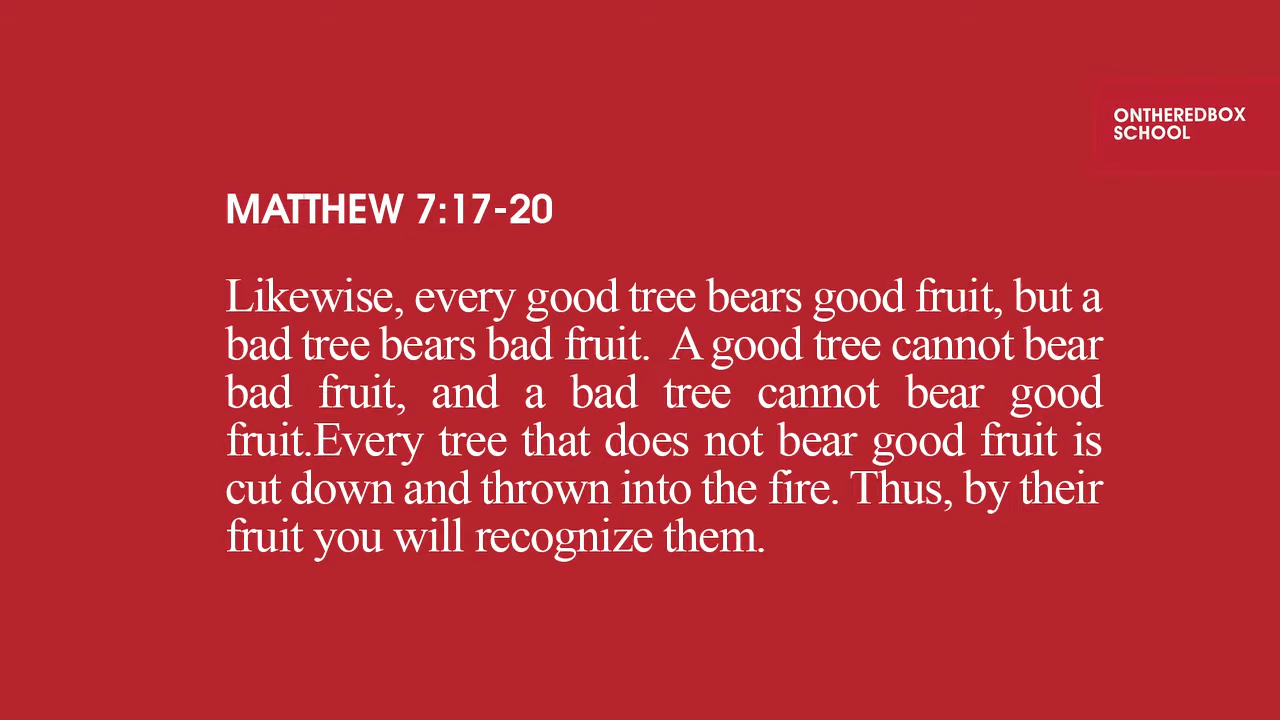 ONTHEREDBOX
SCHOOL
MATTHEW 7:17-20
Likewise, every good tree bears good fruit, but a
bad tree bears bad fruit.  A good tree cannot bear
bad fruit, and a bad tree cannot bear good
fruit.Every tree that does not bear good fruit is
cut down and thrown into the fire. Thus, by their
fruit you will recognize them.